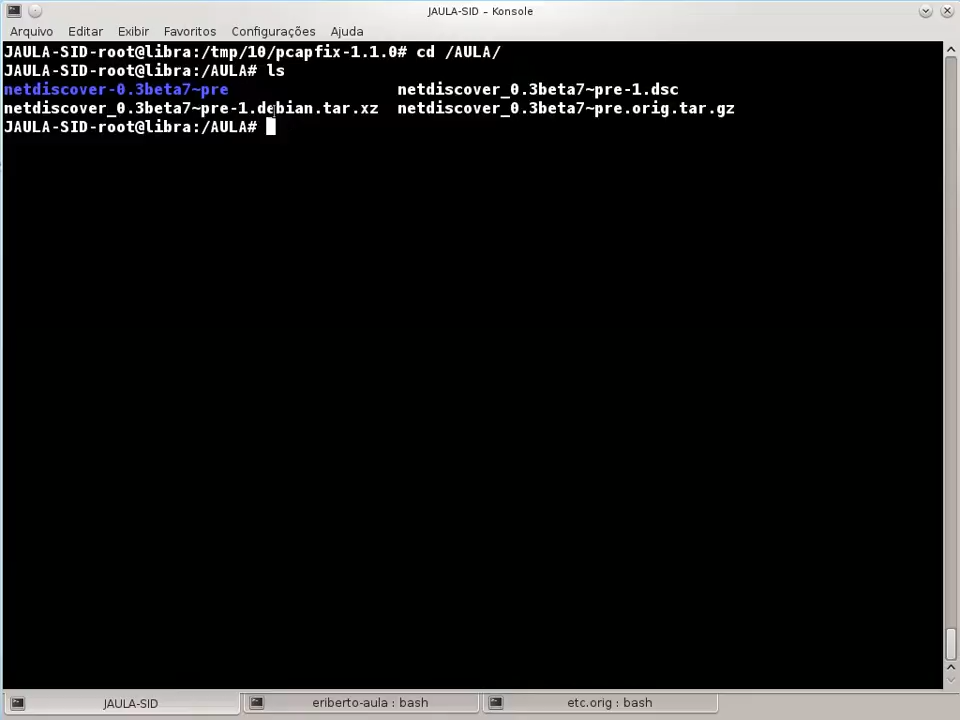 JAULA-SID – Konsole
Arquivo Editar Exibir Favoritos Configurações Ajuda
JAULA-SID-root@libra:/tmp/10/pcapfix-1.1.0# cd /AULA/
JAULA-SID-root@libra:/AULA# ls
netdiscover-0.3beta7~pre netdiscover_0.3beta7~pre-1.dsc
netdiscover_0.3beta7~pre-1.debian.tar.xz netdiscover_0.3beta7~pre.orig.tar.gz
JAULA-SID-root@libra:/AULA#
JAULA-SID eriberto-aula : bash etc.orig : bash